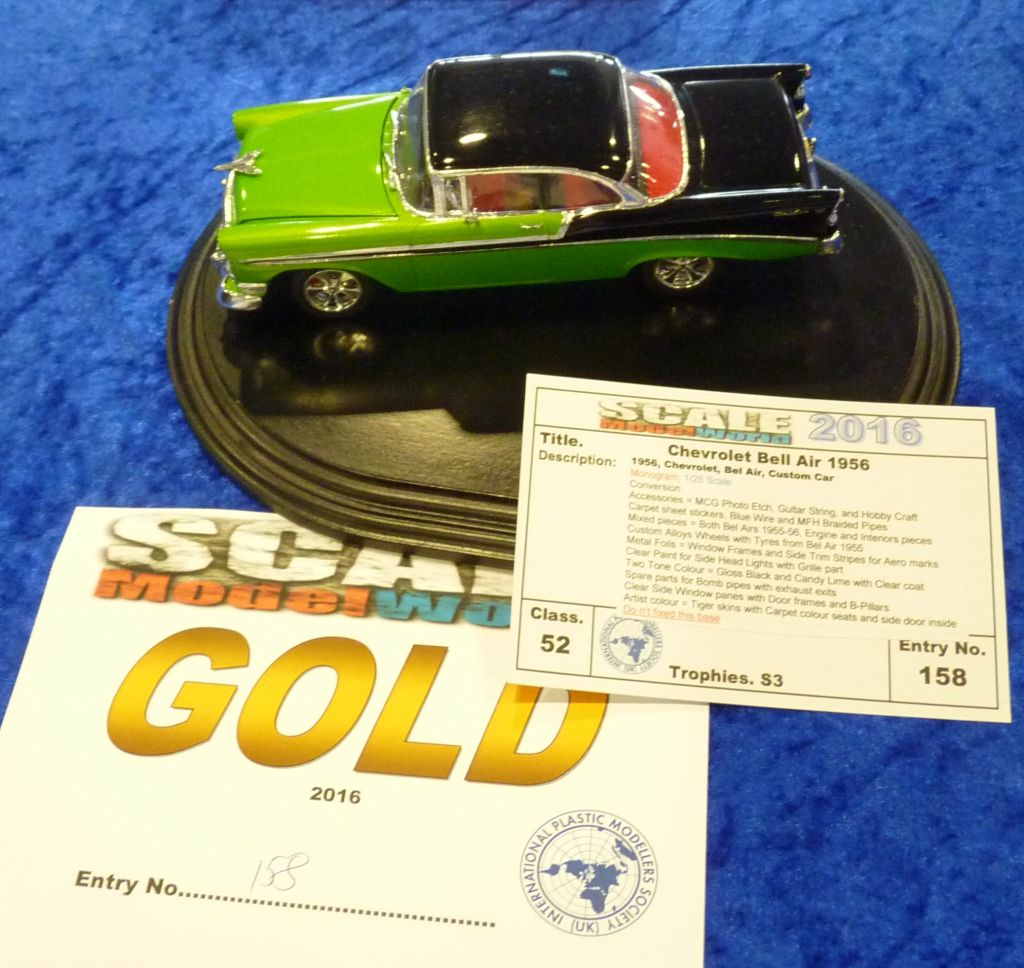 SCALE
ModelWorld
2016
Title.
Chevrolet Bell Air 1956
Description:
1956, Chevrolet, Bel Air, Custom Car
Monogram, 1/25 Scale
Conversion
Accessories = MCG Photo Etch, Guitar String, and Hobby Craft
Carpet sheet stickers, Blue Wire and MFH Braided Pipes
Mixed pieces = Both Bel Airs 1955-56, Engine and Interiors pieces
Custom Alloys Wheels with Tyres from Bel Air 1955
Metal Foils = Window Frames and Side Trim Stripes for Aero marks
Clear Paint for Side Head Lights with Grille part
Two Tone Colour = Gloss Black and Candy Lime with Clear coat
Spare parts for Bomb pipes with exhaust exits
Clear Side Window panes with Door frames and B-Pillars
Artist colour = Tiger skins with Carpet colour seats and side door inside
Do n't fixed this base
Class.
52
Trophies. S3
Entry No.
158
SCA
ModelWo
GOLD
2016
Entry No. 158
INTERNATIONAL PLASTIC MODELLERS SOCIETY (UK)